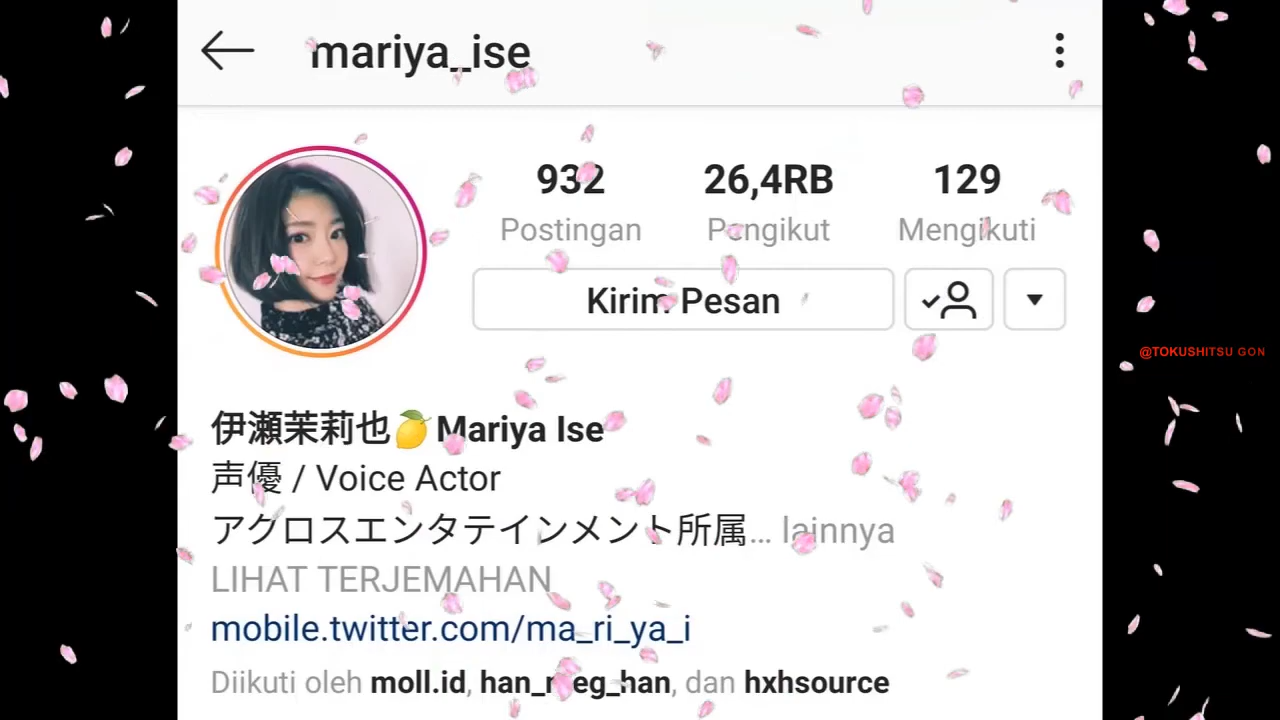 mariya_ise
932 26,4RB 129
Postingan Pengikut Mengikuti
Kirim Pesan
@TOKUSHITSU GON
伊瀬茉莉也🍋Mariya Ise
声優 / Voice Actor
アクロスエンタテインメント所属... lainnya
LIHAT TERJEMAHAN
mobile.twitter.com/ma_ri_ya_i
Diikuti oleh moll.id, han_meg_han, dan hxhsource